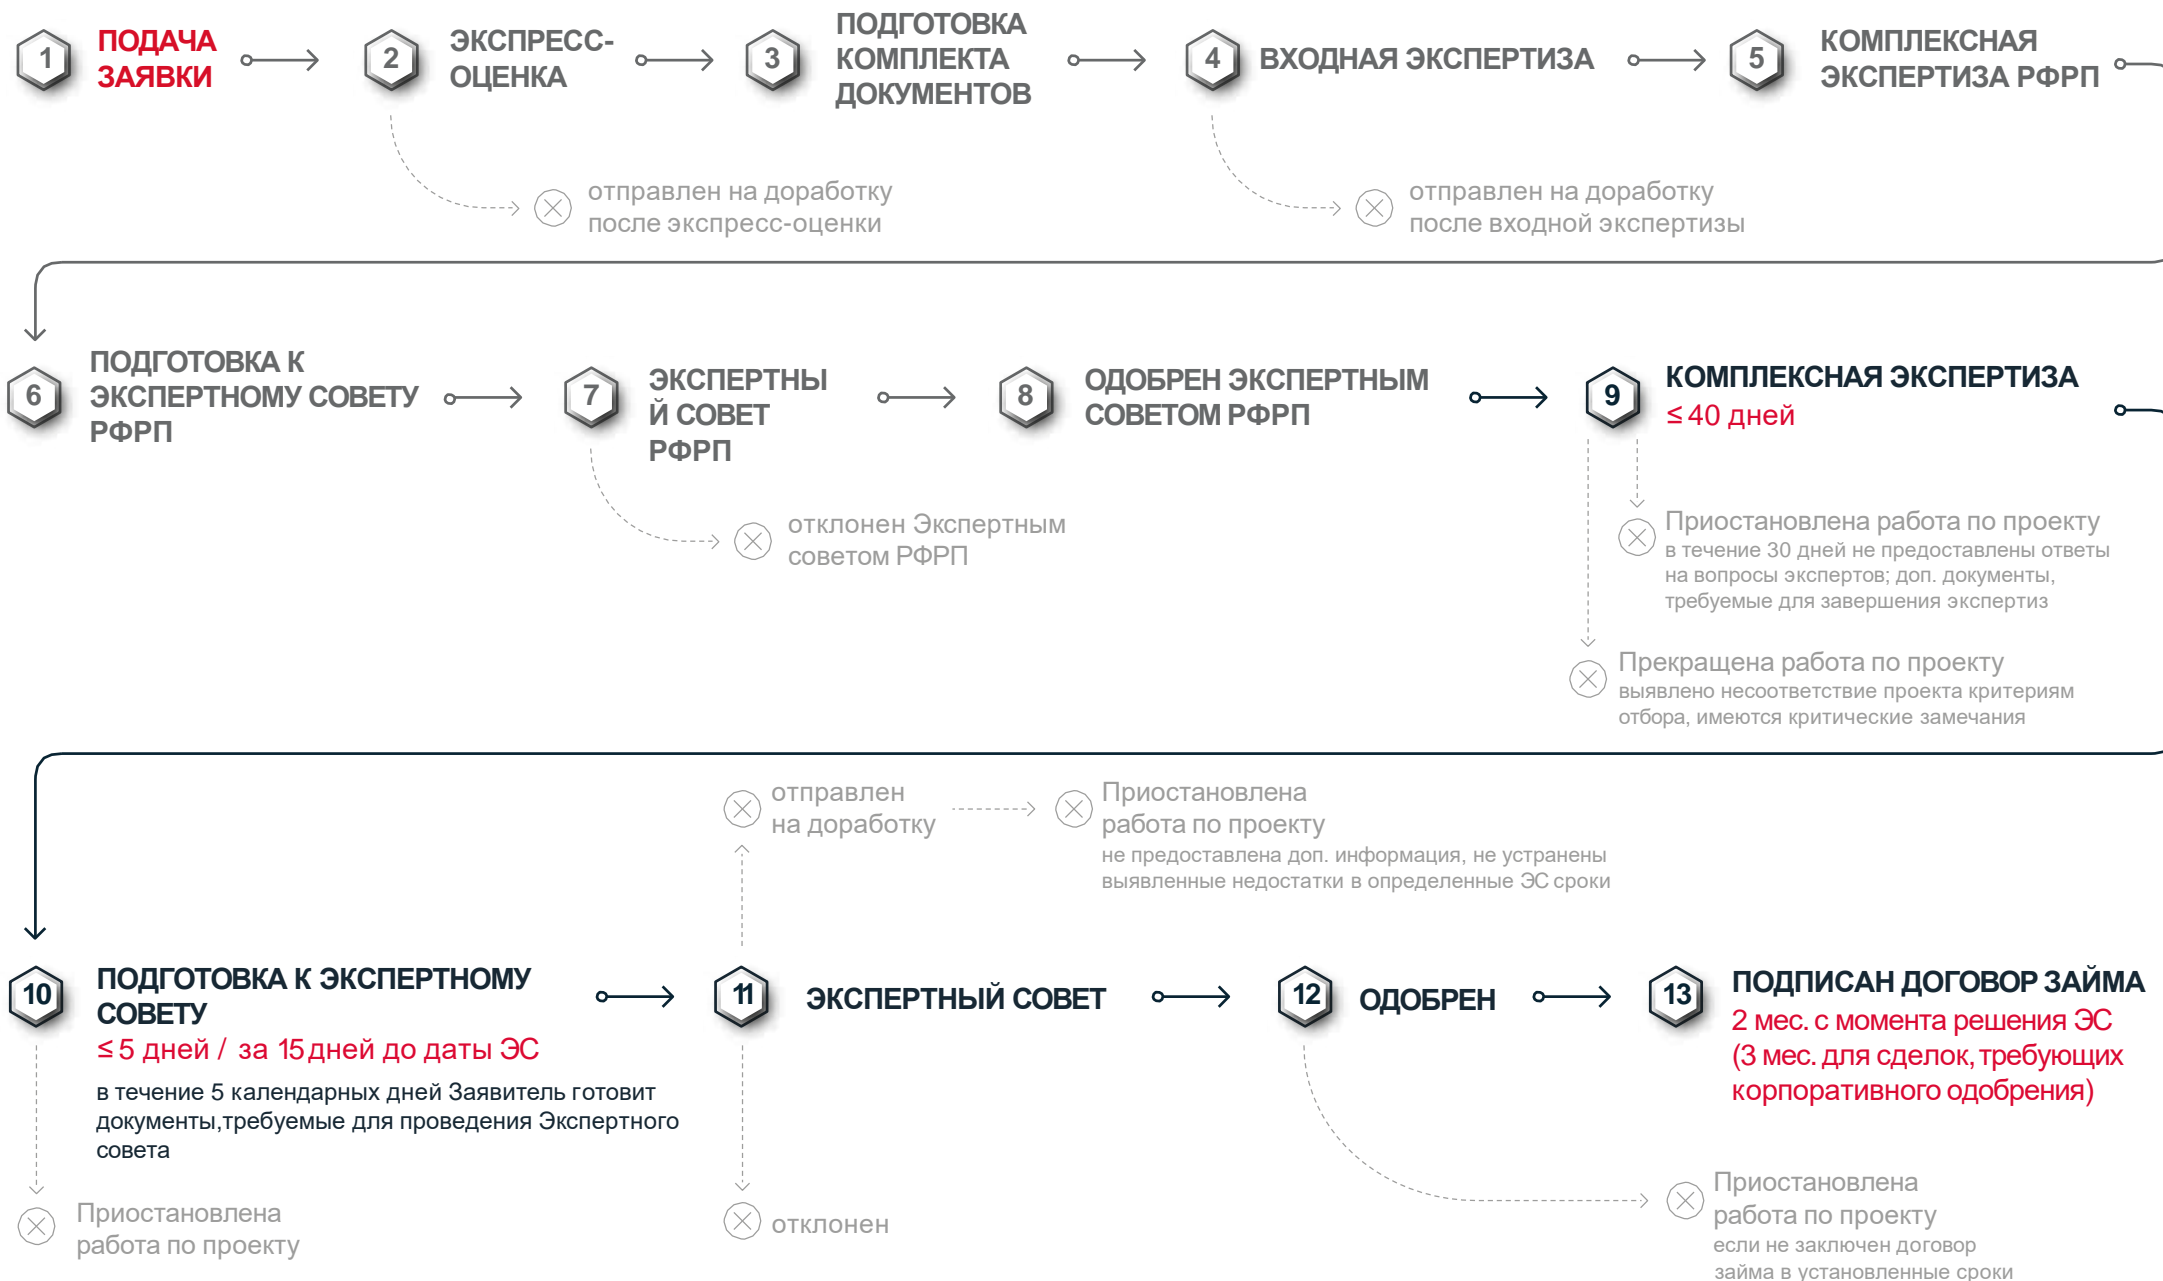 1
ПОДАЧА
ЗАЯВКИ
2
ЭКСПРЕСС-
ОЦЕНКА
3
ПОДГОТОВКА
КОМПЛЕКТА
ДОКУМЕНТОВ
4
ВХОДНАЯ ЭКСПЕРТИЗА
5
КОМПЛЕКСНАЯ
ЭКСПЕРТИЗА РФРП
отправлен на доработку
после экспресс-оценки
отправлен на доработку
после входной экспертизы
6
ПОДГОТОВКА К
ЭКСПЕРТНОМУ СОВЕТУ
РФРП
7
ЭКСПЕРТНЫ
Й СОВЕТ
РФРП
8
ОДОБРЕН ЭКСПЕРТНЫМ
СОВЕТОМ РФРП
9
КОМПЛЕКСНАЯ ЭКСПЕРТИЗА
≤ 40 дней
отклонен Экспертным
советом РФРП
Приостановлена работа по проекту
в течение 30 дней не предоставлены ответы
на вопросы экспертов; доп. документы,
требуемые для завершения экспертиз
Прекращена работа по проекту
выявлено несоответствие проекта критериям
отбора, имеются критические замечания
отправлен
на доработку
Приостановлена
работа по проекту
не предоставлена доп. информация, не устранены
выявленные недостатки в определенные ЭС сроки
10
ПОДГОТОВКА К ЭКСПЕРТНОМУ
СОВЕТУ
≤ 5 дней / за 15 дней до даты ЭС
в течение 5 календарных дней Заявитель готовит
документы,требуемые для проведения Экспертного
совета
11
ЭКСПЕРТНЫЙ СОВЕТ
12
ОДОБРЕН
13
ПОДПИСАН ДОГОВОР ЗАЙМА
2 мес. с момента решения ЭС
(3 мес. для сделок, требующих
корпоративного одобрения)
Приостановлена
работа по проекту
отклонен
Приостановлена
работа по проекту
если не заключен договор
займа в установленные сроки